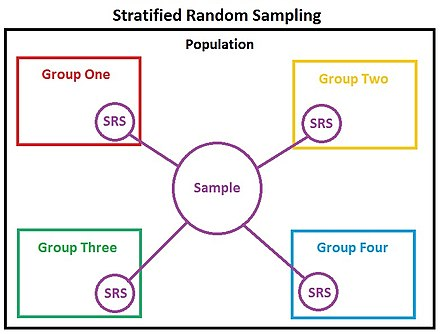 Stratified Random Sampling
Population
Group One
SRS
Group Two
SRS
Sample
Group Three
SRS
Group Four
SRS